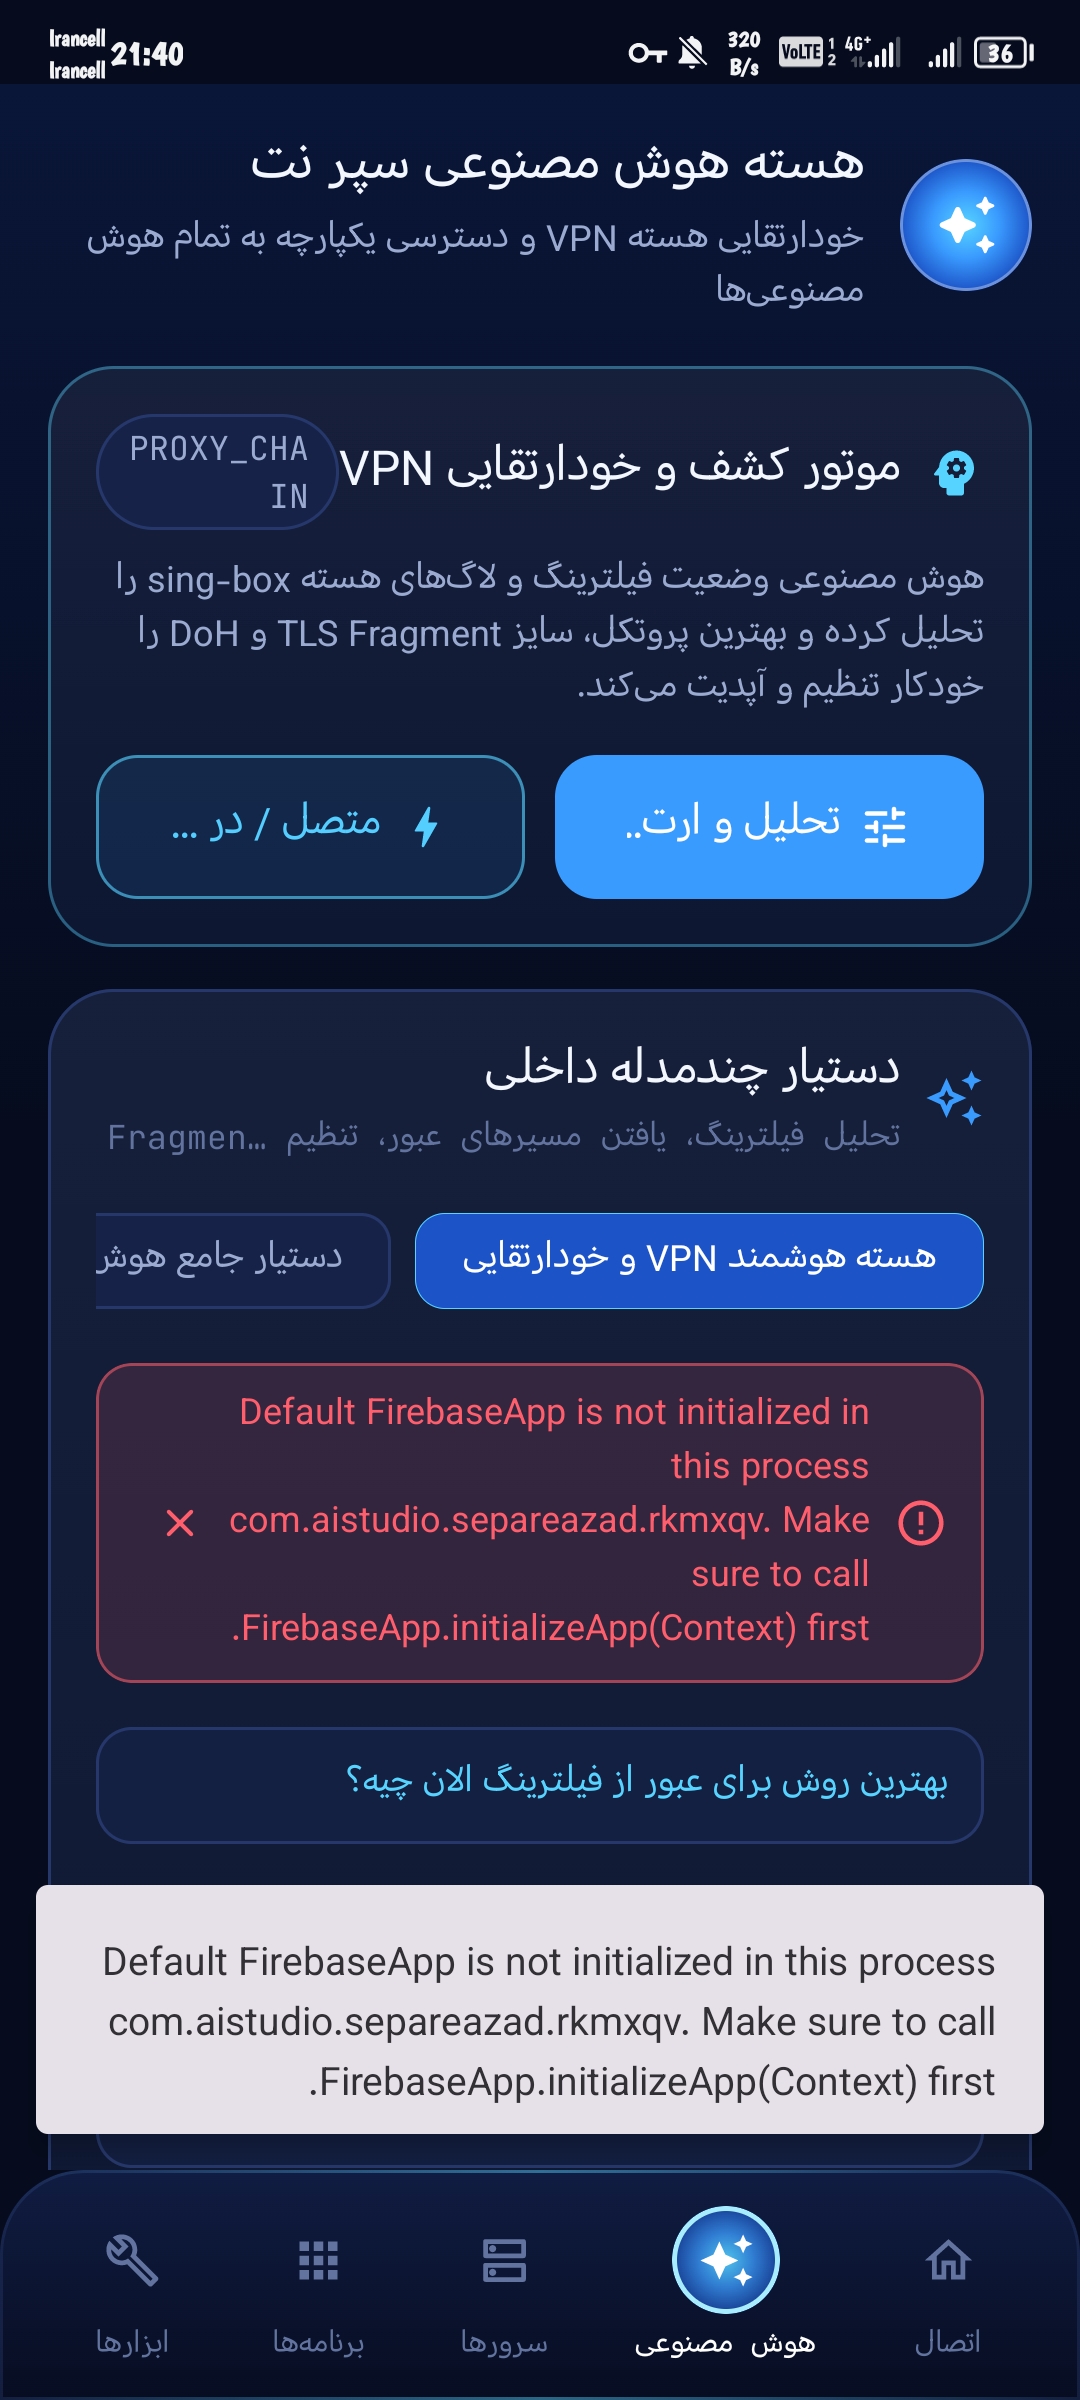 Irancell
Irancell
21:40
320
B/s
VoLTE
1
2
4G+
36
هسته هوش مصنوعی سپر نت
خودارتقایی هسته VPN و دسترسی یکپارچه به تمام هوش
مصنوعی‌ها
موتور کشف و خودارتقایی VPN
PROXY_CHA
IN
هوش مصنوعی وضعیت فیلترینگ و لاگ‌های هسته sing-box را
تحلیل کرده و بهترین پروتکل، سایز TLS Fragment و DoH را
خودکار تنظیم و آپدیت می‌کند.
تحلیل و ارت..
متصل / در ...
دستیار چندمدله داخلی
تحلیل فیلترینگ، یافتن مسیرهای عبور، تنظیم Fragmen…
هسته هوشمند VPN و خودارتقایی
دستیار جامع هوش
Default FirebaseApp is not initialized in
this process
com.aistudio.separeazad.rkmxqv. Make
sure to call
.FirebaseApp.initializeApp(Context) first
بهترین روش برای عبور از فیلترینگ الان چیه؟
Default FirebaseApp is not initialized in this process
com.aistudio.separeazad.rkmxqv. Make sure to call
.FirebaseApp.initializeApp(Context) first
اتصال
هوش مصنوعی
سرورها
برنامه‌ها
ابزارها